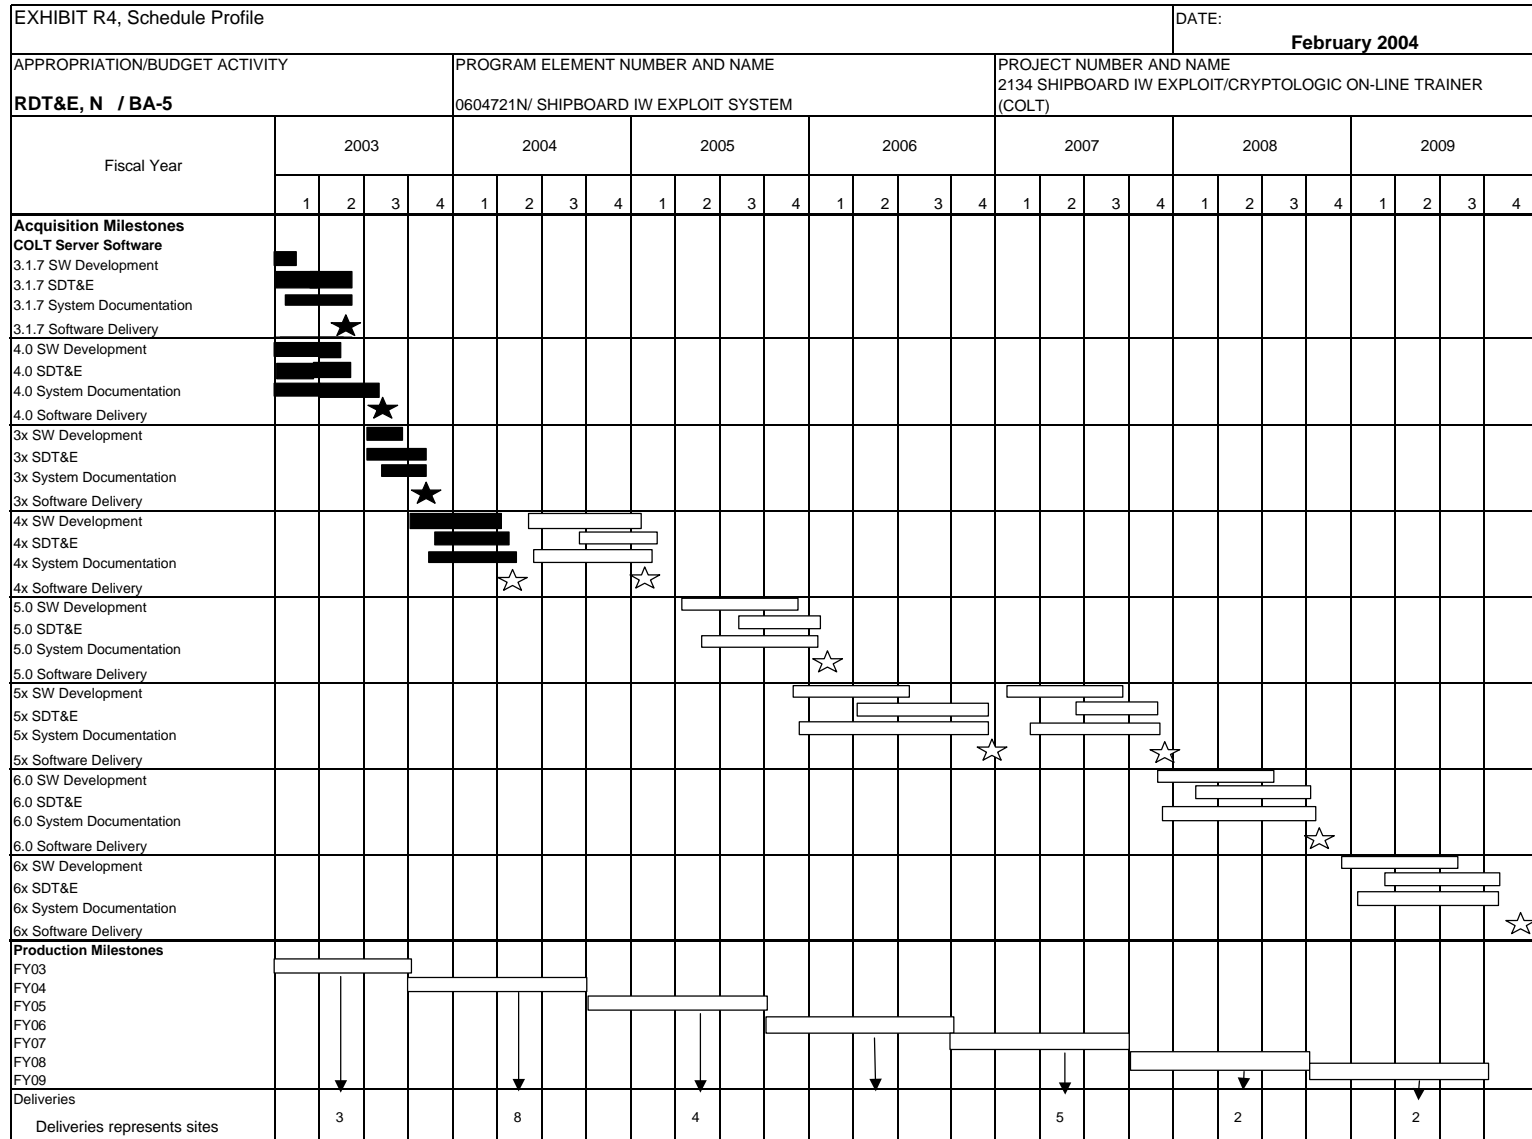 EXHIBIT R4, Schedule Profile
DATE:
February 2004
APPROPRIATION/BUDGET ACTIVITY
PROGRAM ELEMENT NUMBER AND NAME
PROJECT NUMBER AND NAME
2134 SHIPBOARD IW EXPLOIT/CRYPTOLOGIC ON-LINE TRAINER
RDT&E, N / BA-5
0604721N/ SHIPBOARD IW EXPLOIT SYSTEM
(COLT)
Fiscal Year
2003 2004 2005 2006 2007 2008 2009
1 2 3 4 1 2 3 4 1 2 3 4 1 2 3 4 1 2 3 4 1 2 3 4 1 2 3 4
Acquisition Milestones
COLT Server Software
3.1.7 SW Development
3.1.7 SDT&E
3.1.7 System Documentation
3.1.7 Software Delivery
4.0 SW Development
4.0 SDT&E
4.0 System Documentation
4.0 Software Delivery
3x SW Development
3x SDT&E
3x System Documentation
3x Software Delivery
4x SW Development
4x SDT&E
4x System Documentation
4x Software Delivery
5.0 SW Development
5.0 SDT&E
5.0 System Documentation
5.0 Software Delivery
5x SW Development
5x SDT&E
5x System Documentation
5x Software Delivery
6.0 SW Development
6.0 SDT&E
6.0 System Documentation
6.0 Software Delivery
6x SW Development
6x SDT&E
6x System Documentation
6x Software Delivery
Production Milestones
FY03
FY04
FY05
FY06
FY07
FY08
FY09
Deliveries
3 8 4 5 2 2
Deliveries represents sites